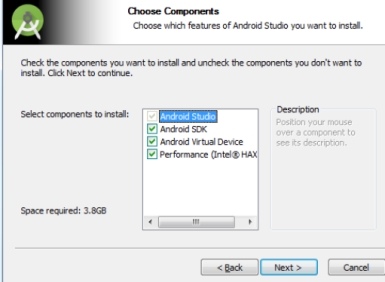 Choose Components
Choose which features of Android Studio you want to install.
Check the components you want to install and uncheck the components you don't want to
install. Click Next to continue.
Select components to install:
Android Studio
Android SDK
Android Virtual Device
Performance (Intel® HAX
Description
Position your mouse
over a component to
see its description.
Space required: 3.8GB
< Back
Next >
Cancel